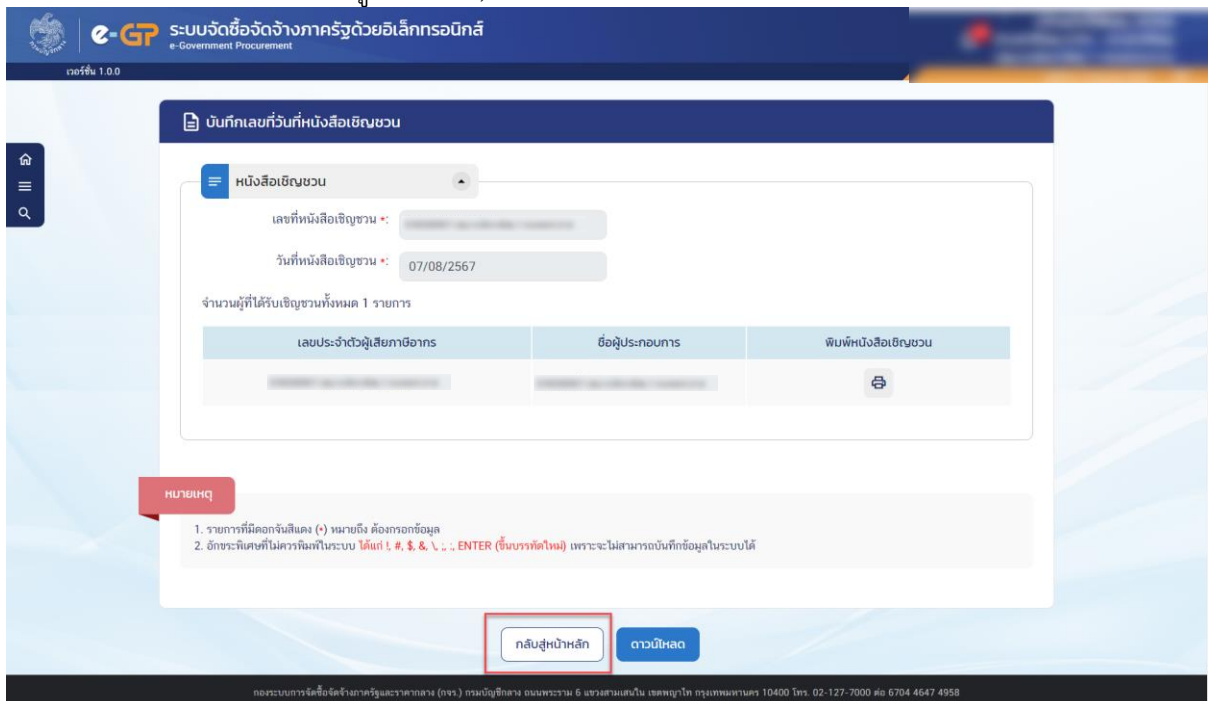 e-GP ระบบจัดซื้อจัดจ้างภาครัฐด้วยอิเล็กทรอนิกส์
e-Government Procurement
เวอร์ชั่น 1.0.0
บันทึกเลขที่วันที่หนังสือเชิญชวน
หนังสือเชิญชวน
เลขที่หนังสือเชิญชวน *:
วันที่หนังสือเชิญชวน *: 07/08/2567
จำนวนผู้ที่ได้รับเชิญชวนทั้งหมด 1 รายการ
เลขประจำตัวผู้เสียภาษีอากร ชื่อผู้ประกอบการ พิมพ์หนังสือเชิญชวน
หมายเหตุ
1. รายการที่มีดอกจันสีแดง (*) หมายถึง ต้องกรอกข้อมูล
2. อักขระพิเศษที่ไม่ควรพิมพ์ในระบบ ได้แก่ !, #, $, &, \, ;, :, ENTER (ขึ้นบรรทัดใหม่) เพราะจะไม่สามารถบันทึกข้อมูลในระบบได้
กลับสู่หน้าหลัก ดาวน์โหลด
กองระบบการจัดซื้อจัดจ้างภาครัฐและราคากลาง (กจร.) กรมบัญชีกลาง ถนนพระราม 6 แขวงสามเสนใน เขตพญาไท กรุงเทพมหานคร 10400 โทร. 02-127-7000 ต่อ 6704 4647 4958